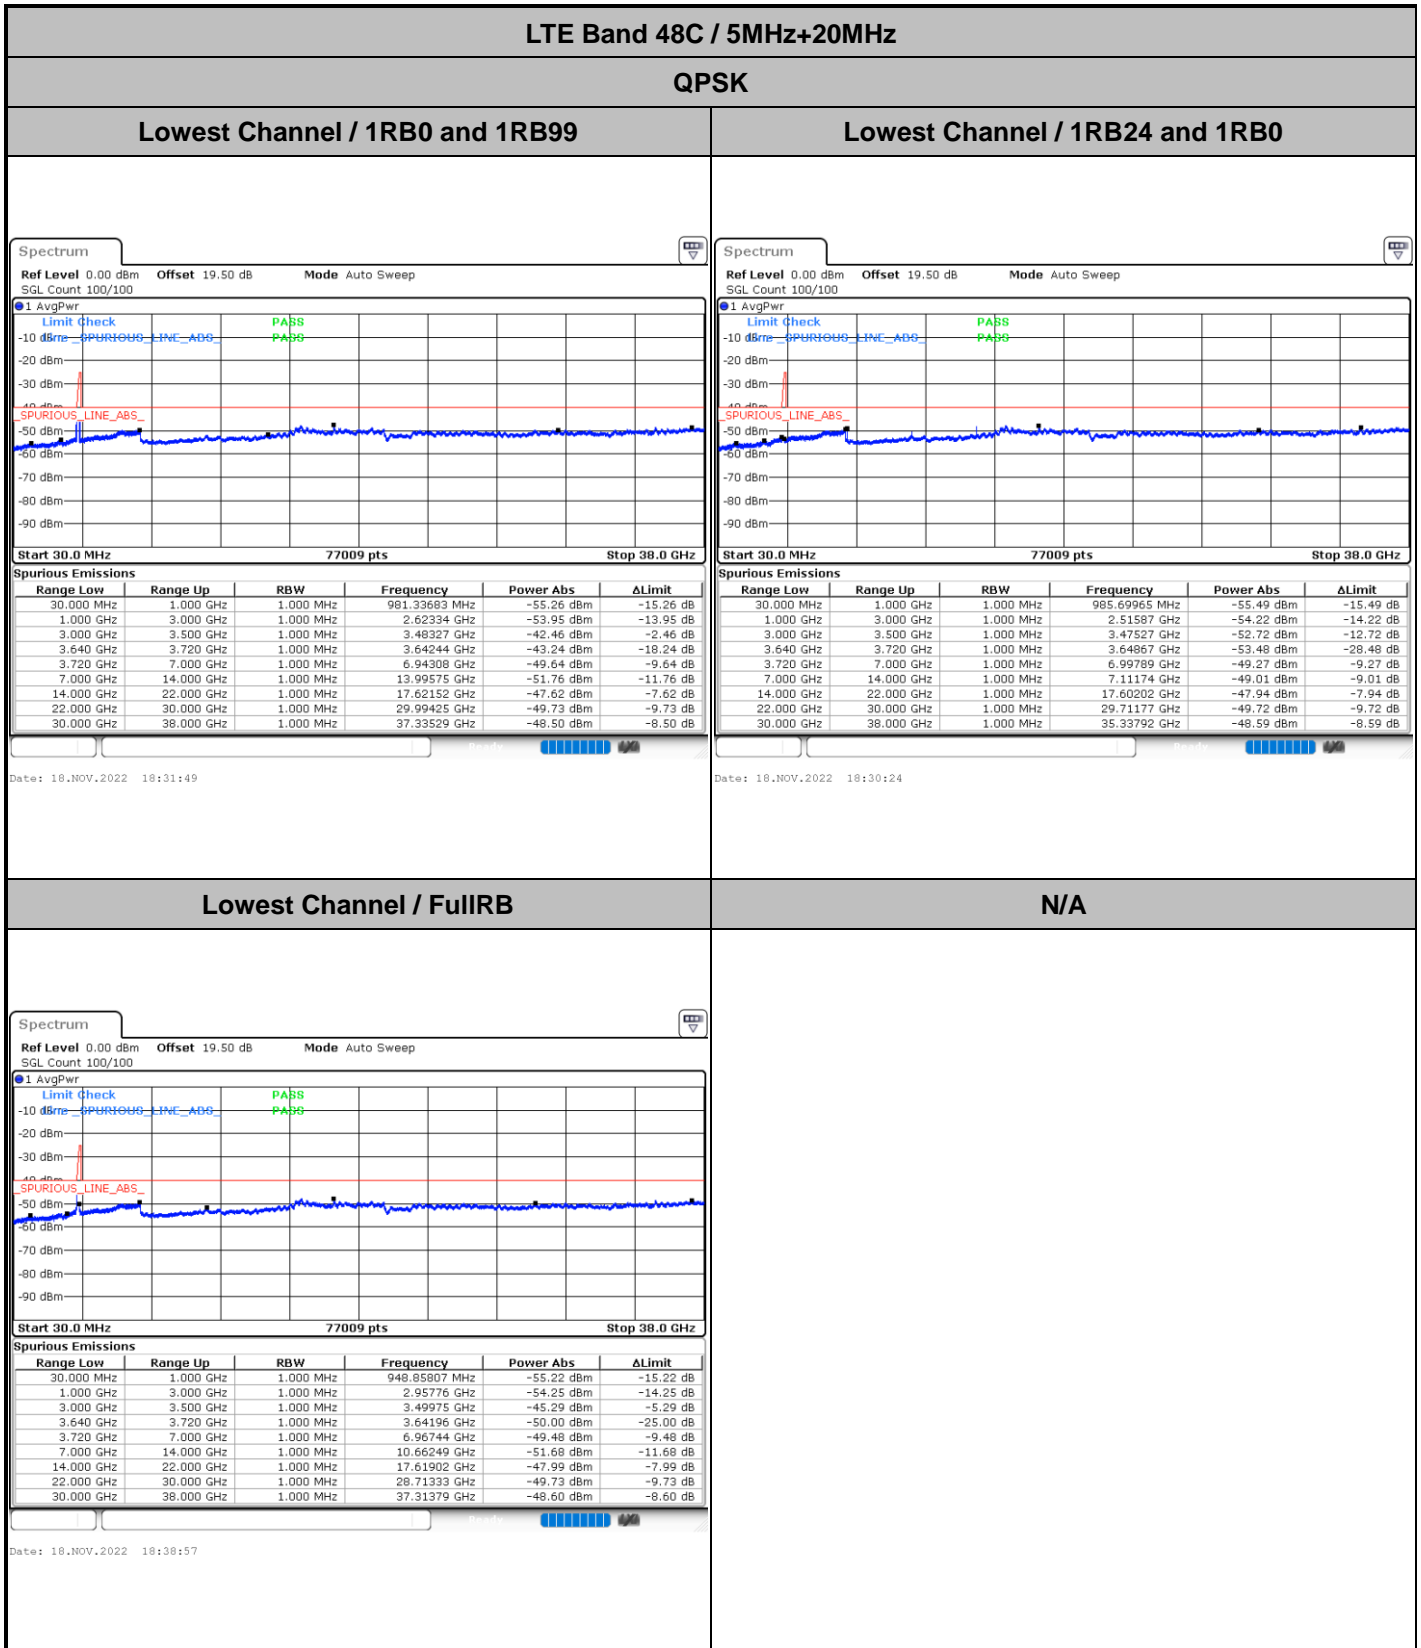 LTE Band 48C / 5MHz+20MHz
QPSK
Lowest Channel / 1RB0 and 1RB99
Lowest Channel / 1RB24 and 1RB0
Spectrum
Ref Level 0.00 dBm Offset 19.50 dB Mode Auto Sweep
SGL Count 100/100
1 AvgPwr
Limit Check PASS
-10 dBm Line _SPURIOUS_LINE_ABS_ PASS
-20 dBm
-30 dBm
-40 dBm
_SPURIOUS_LINE_ABS_
-50 dBm
-60 dBm
-70 dBm
-80 dBm
-90 dBm
Start 30.0 MHz 77009 pts Stop 38.0 GHz
Spurious Emissions
Range Low Range Up RBW Frequency Power Abs ΔLimit
30.000 MHz 1.000 GHz 1.000 MHz 981.33683 MHz -55.26 dBm -15.26 dB
1.000 GHz 3.000 GHz 1.000 MHz 2.62334 GHz -53.95 dBm -13.95 dB
3.000 GHz 3.500 GHz 1.000 MHz 3.48327 GHz -42.46 dBm -2.46 dB
3.640 GHz 3.720 GHz 1.000 MHz 3.64244 GHz -43.24 dBm -18.24 dB
3.720 GHz 7.000 GHz 1.000 MHz 6.94308 GHz -49.64 dBm -9.64 dB
7.000 GHz 14.000 GHz 1.000 MHz 13.99575 GHz -51.76 dBm -11.76 dB
14.000 GHz 22.000 GHz 1.000 MHz 17.62152 GHz -47.62 dBm -7.62 dB
22.000 GHz 30.000 GHz 1.000 MHz 29.99425 GHz -49.73 dBm -9.73 dB
30.000 GHz 38.000 GHz 1.000 MHz 37.33529 GHz -48.50 dBm -8.50 dB
Ready
Date: 18.NOV.2022 18:31:49
Spectrum
Ref Level 0.00 dBm Offset 19.50 dB Mode Auto Sweep
SGL Count 100/100
1 AvgPwr
Limit Check PASS
-10 dBm Line _SPURIOUS_LINE_ABS_ PASS
-20 dBm
-30 dBm
-40 dBm
_SPURIOUS_LINE_ABS_
-50 dBm
-60 dBm
-70 dBm
-80 dBm
-90 dBm
Start 30.0 MHz 77009 pts Stop 38.0 GHz
Spurious Emissions
Range Low Range Up RBW Frequency Power Abs ΔLimit
30.000 MHz 1.000 GHz 1.000 MHz 985.69965 MHz -55.49 dBm -15.49 dB
1.000 GHz 3.000 GHz 1.000 MHz 2.51587 GHz -54.22 dBm -14.22 dB
3.000 GHz 3.500 GHz 1.000 MHz 3.47527 GHz -52.72 dBm -12.72 dB
3.640 GHz 3.720 GHz 1.000 MHz 3.64867 GHz -53.48 dBm -28.48 dB
3.720 GHz 7.000 GHz 1.000 MHz 6.99789 GHz -49.27 dBm -9.27 dB
7.000 GHz 14.000 GHz 1.000 MHz 7.11174 GHz -49.01 dBm -9.01 dB
14.000 GHz 22.000 GHz 1.000 MHz 17.60202 GHz -47.94 dBm -7.94 dB
22.000 GHz 30.000 GHz 1.000 MHz 29.71177 GHz -49.72 dBm -9.72 dB
30.000 GHz 38.000 GHz 1.000 MHz 35.33792 GHz -48.59 dBm -8.59 dB
Ready
Date: 18.NOV.2022 18:30:24
Lowest Channel / FullRB
N/A
Spectrum
Ref Level 0.00 dBm Offset 19.50 dB Mode Auto Sweep
SGL Count 100/100
1 AvgPwr
Limit Check PASS
-10 dBm Line _SPURIOUS_LINE_ABS_ PASS
-20 dBm
-30 dBm
-40 dBm
_SPURIOUS_LINE_ABS_
-50 dBm
-60 dBm
-70 dBm
-80 dBm
-90 dBm
Start 30.0 MHz 77009 pts Stop 38.0 GHz
Spurious Emissions
Range Low Range Up RBW Frequency Power Abs ΔLimit
30.000 MHz 1.000 GHz 1.000 MHz 948.85807 MHz -55.22 dBm -15.22 dB
1.000 GHz 3.000 GHz 1.000 MHz 2.95776 GHz -54.25 dBm -14.25 dB
3.000 GHz 3.500 GHz 1.000 MHz 3.49975 GHz -45.29 dBm -5.29 dB
3.640 GHz 3.720 GHz 1.000 MHz 3.64196 GHz -50.00 dBm -25.00 dB
3.720 GHz 7.000 GHz 1.000 MHz 6.96744 GHz -49.48 dBm -9.48 dB
7.000 GHz 14.000 GHz 1.000 MHz 10.66249 GHz -51.68 dBm -11.68 dB
14.000 GHz 22.000 GHz 1.000 MHz 17.61902 GHz -47.99 dBm -7.99 dB
22.000 GHz 30.000 GHz 1.000 MHz 28.71333 GHz -49.73 dBm -9.73 dB
30.000 GHz 38.000 GHz 1.000 MHz 37.31379 GHz -48.60 dBm -8.60 dB
Ready
Date: 18.NOV.2022 18:38:57